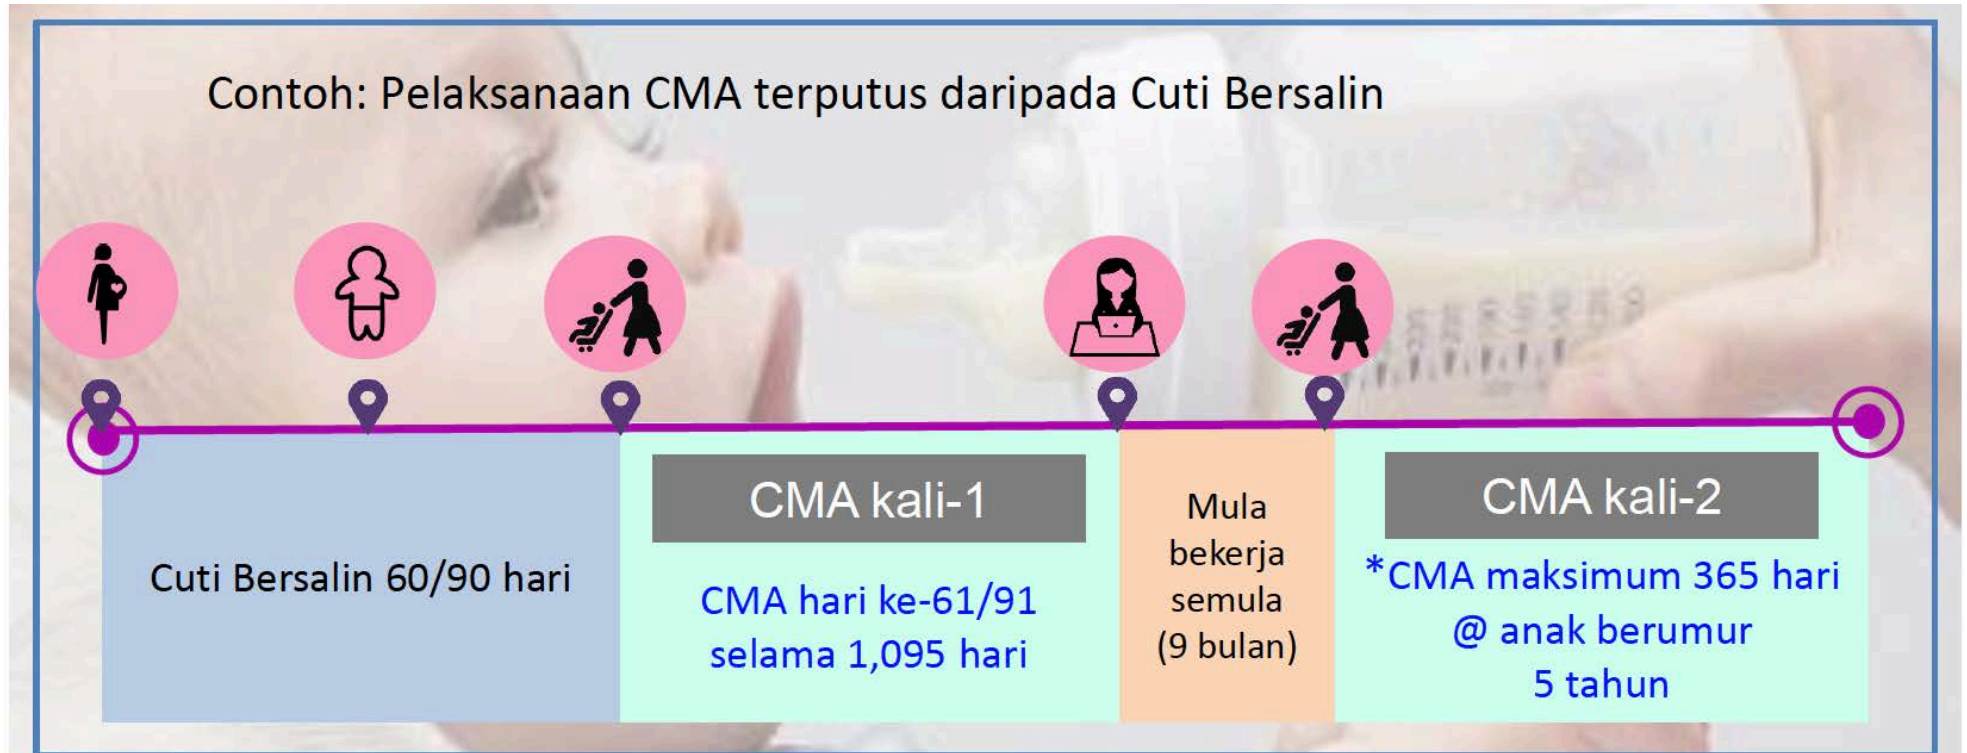 Contoh: Pelaksanaan CMA terputus daripada Cuti Bersalin
Cuti Bersalin 60/90 hari
CMA kali-1
CMA hari ke-61/91
selama 1,095 hari
Mula
bekerja
semula
(9 bulan)
CMA kali-2
*CMA maksimum 365 hari
@ anak berumur
5 tahun